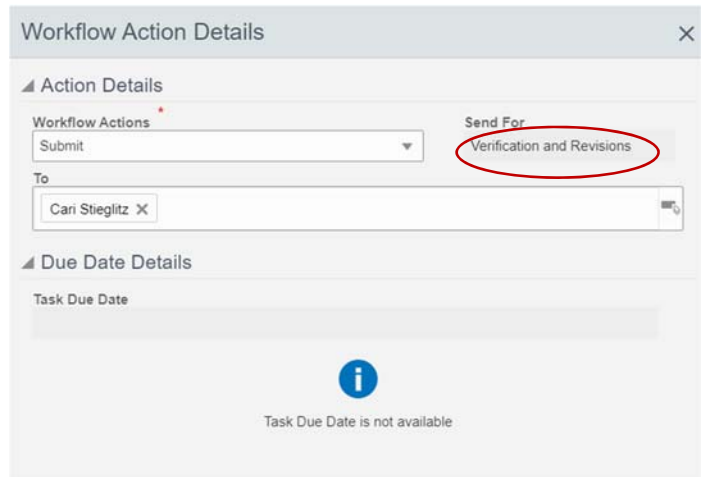 Workflow Action Details
Action Details
Workflow Actions *
Send For
Submit
Verification and Revisions
To
Cari Stieglitz
Due Date Details
Task Due Date
Task Due Date is not available